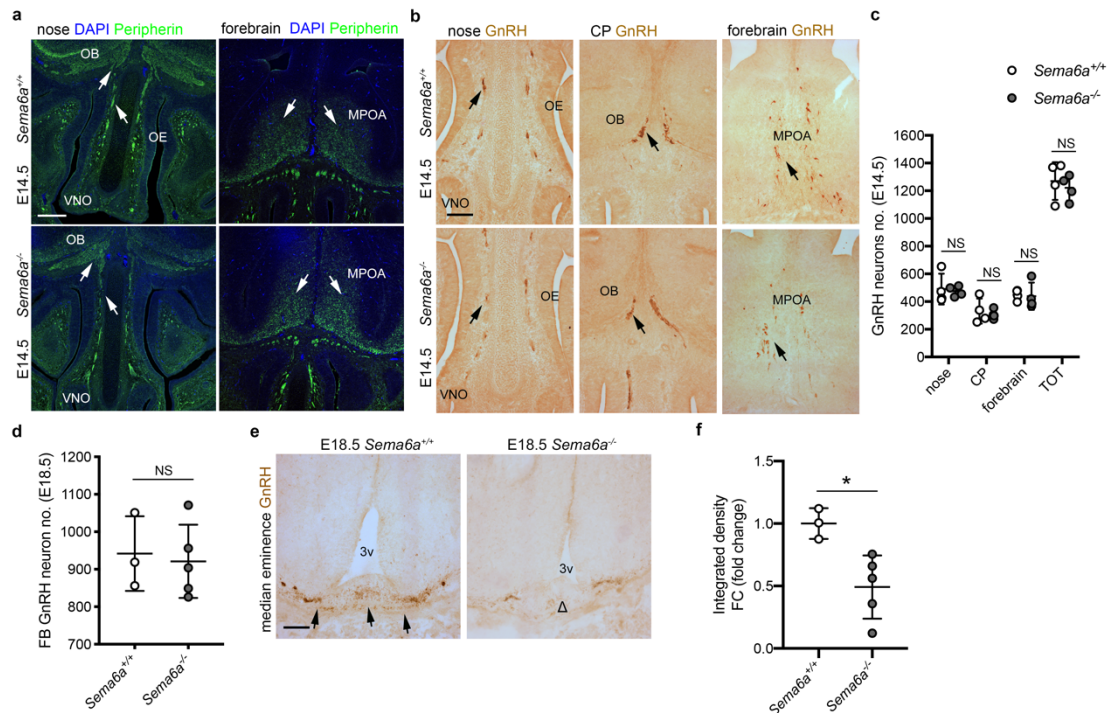 a
nose DAPI Peripherin
forebrain DAPI Peripherin
Sema6a+/+
E14.5
OB
OE
VNO
MPOA
Sema6a-/-
E14.5
OB
VNO
MPOA
b
nose GnRH
CP GnRH
forebrain GnRH
Sema6a+/+
E14.5
OE
OB
MPOA
Sema6a-/-
E14.5
OE
VNO
OB
MPOA
c
Sema6a+/+
Sema6a-/-
GnRH neurons no. (E14.5)
1600
1400
1200
1000
800
600
400
200
0
NS
NS
NS
NS
nose
CP
forebrain
TOT
d
FB GnRH neuron no. (E18.5)
1200
1100
1000
900
800
700
NS
Sema6a+/+
Sema6a-/-
e
E18.5 Sema6a+/+
E18.5 Sema6a-/-
median eminence GnRH
3v
3v
Δ
f
Integrated density
FC (fold change)
1.5
1.0
0.5
0.0
*
Sema6a+/+
Sema6a-/-